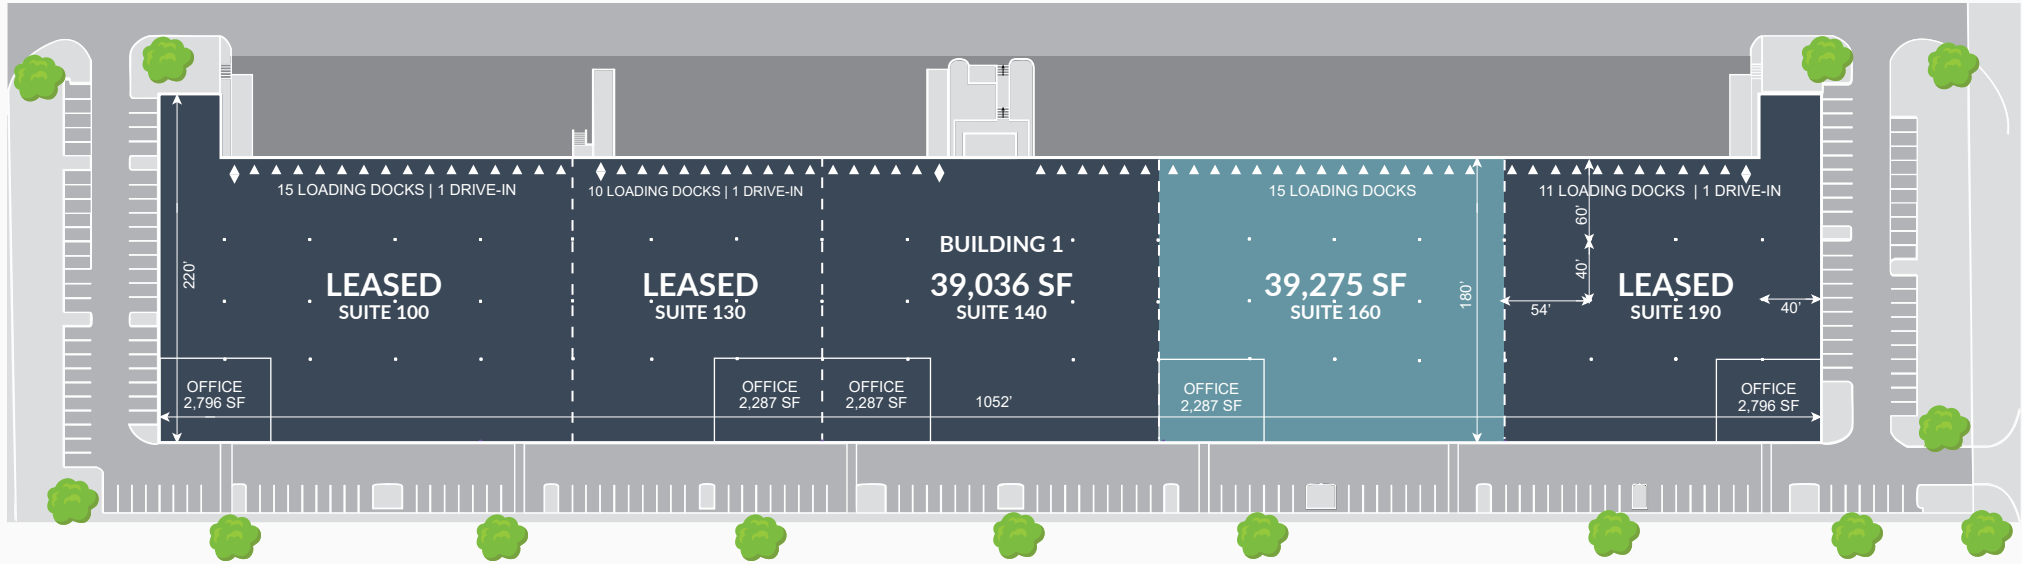 15 LOADING DOCKS | 1 DRIVE-IN
10 LOADING DOCKS | 1 DRIVE-IN
15 LOADING DOCKS
11 LOADING DOCKS | 1 DRIVE-IN
60'
220'
BUILDING 1
40'
LEASED
SUITE 100
LEASED
SUITE 130
39,036 SF
SUITE 140
39,275 SF
SUITE 160
180'
54'
LEASED
SUITE 190
40'
OFFICE
2,796 SF
OFFICE
2,287 SF
OFFICE
2,287 SF
1052'
OFFICE
2,287 SF
OFFICE
2,796 SF